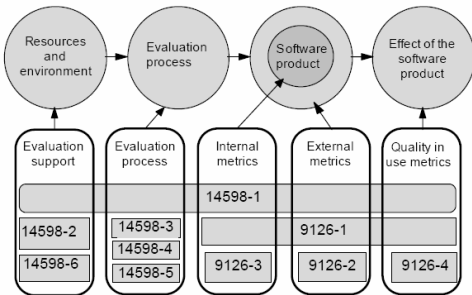 Resources
and
environment
Evaluation
process
Software
product
Effect of the
software
product
Evaluation
support
Evaluation
process
Internal
metrics
External
metrics
Quality in
use metrics
14598-1
14598-2
14598-3
9126-1
14598-4
14598-6
14598-5
9126-3
9126-2
9126-4